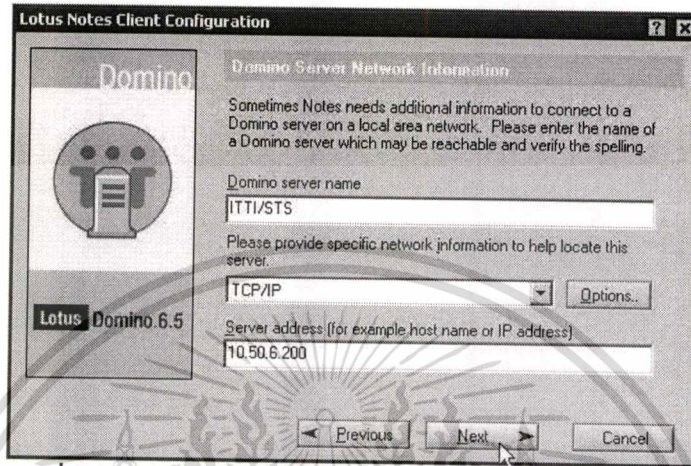 Lotus Notes Client Configuration
Domino
Domino Server Network Information
Sometimes Notes needs additional information to connect to a
Domino server on a local area network. Please enter the name of
a Domino server which may be reachable and verify the spelling.
Domino server name
ITTI/STS
Please provide specific network information to help locate this
server.
TCP/IP
Options..
Lotus Domino.6.5
Server address (for example host name or IP address)
10.50.6.200
Previous
Next
Cancel